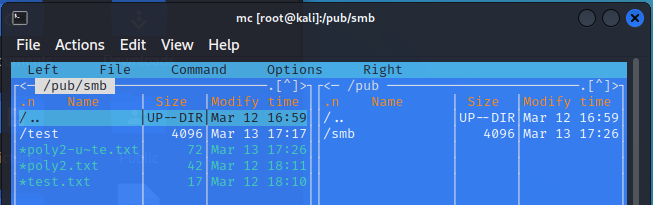 mc [root@kali]:/pub/smb
File Actions Edit View Help
Left File Command Options Right
<─ /pub/smb ─.[^]> <─ /pub ─.[^]>
.n Name │ Size │Modify time .n Name │ Size │Modify time
/.. │UP--DIR│Mar 12 16:59 /.. │UP--DIR│Mar 12 16:59
/test │ 4096│Mar 13 17:17 /smb │ 4096│Mar 13 17:26
*poly2-u~te.txt│ 72│Mar 13 17:26
*poly2.txt │ 42│Mar 12 18:11
*test.txt │ 17│Mar 12 18:10